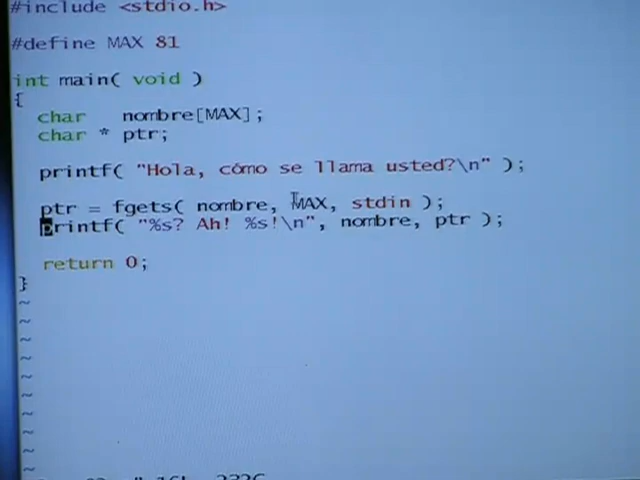 #include <stdio.h>
#define MAX 81
int main( void )
{
char nombre[MAX];
char * ptr;
printf( "Hola, cómo se llama usted?\n" );
ptr = fgets( nombre, MAX, stdin );
printf( "%s? Ah! %s!\n", nombre, ptr );
return 0;
}
~
~
~
~
~
~
~
~
~
~